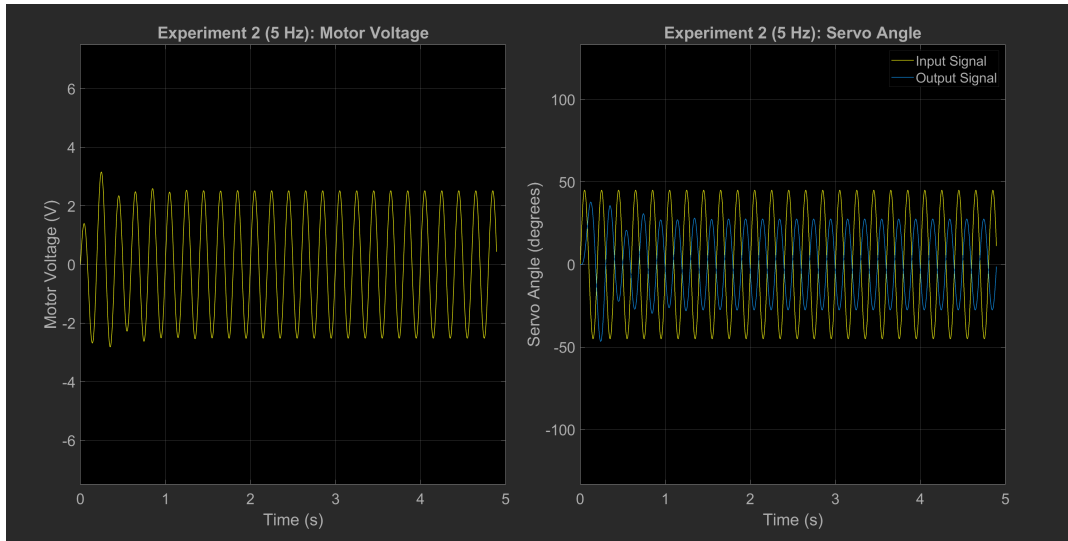 Experiment 2 (5 Hz): Motor Voltage
6
4
2
0
-2
-4
-6
Motor Voltage (V)
0 1 2 3 4 5
Time (s)
Experiment 2 (5 Hz): Servo Angle
Input Signal
Output Signal
100
50
0
-50
-100
Servo Angle (degrees)
0 1 2 3 4 5
Time (s)